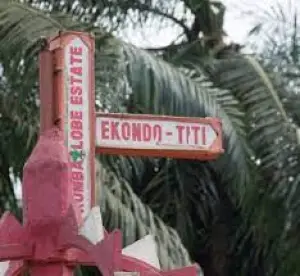 LOBE ESTATE
EKONDO - TITI